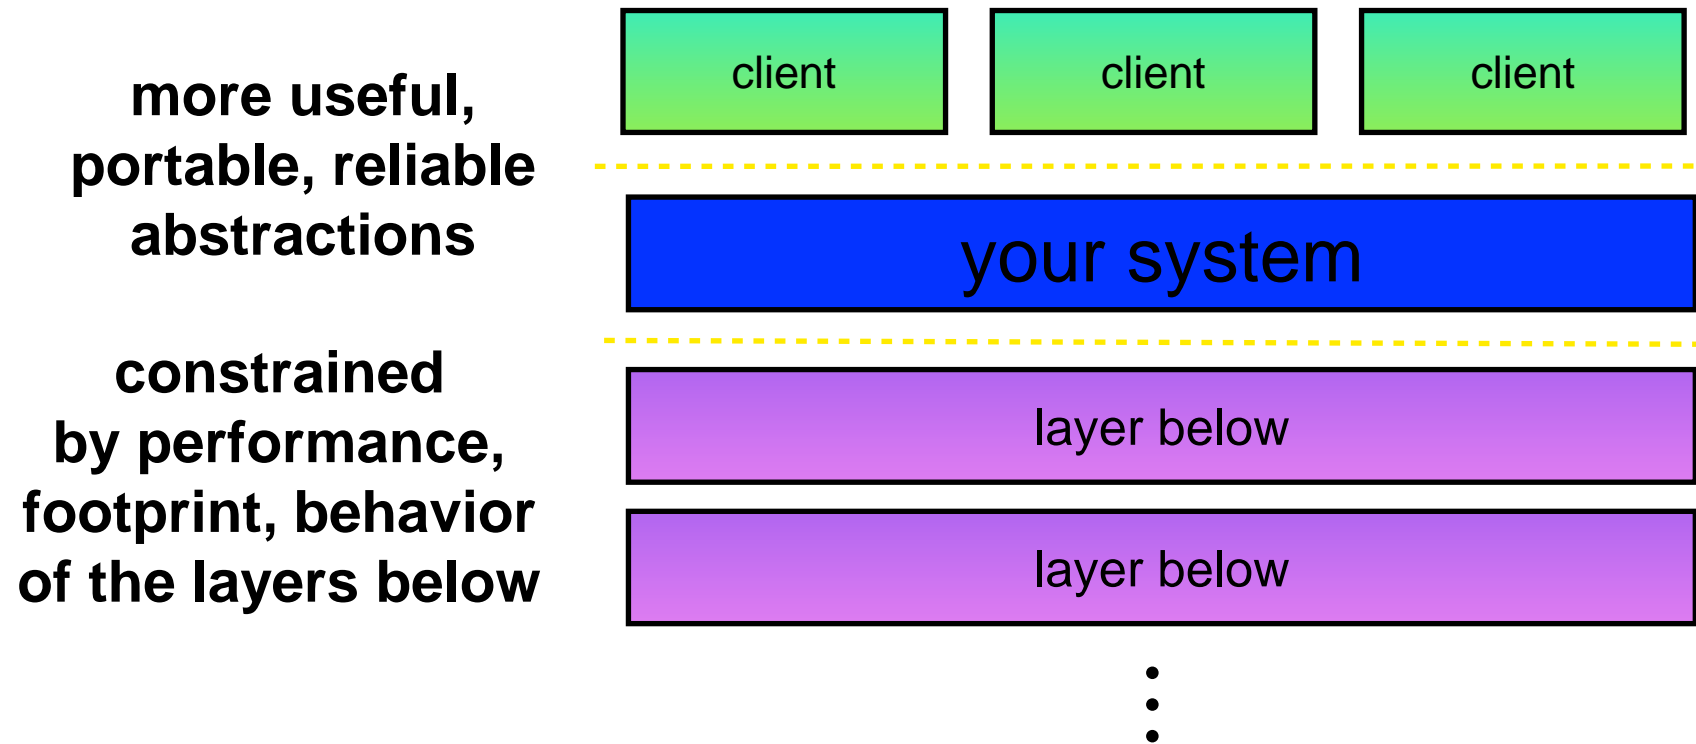 more useful,
portable, reliable
abstractions
constrained
by performance,
footprint, behavior
of the layers below
client
client
client
your system
layer below
layer below